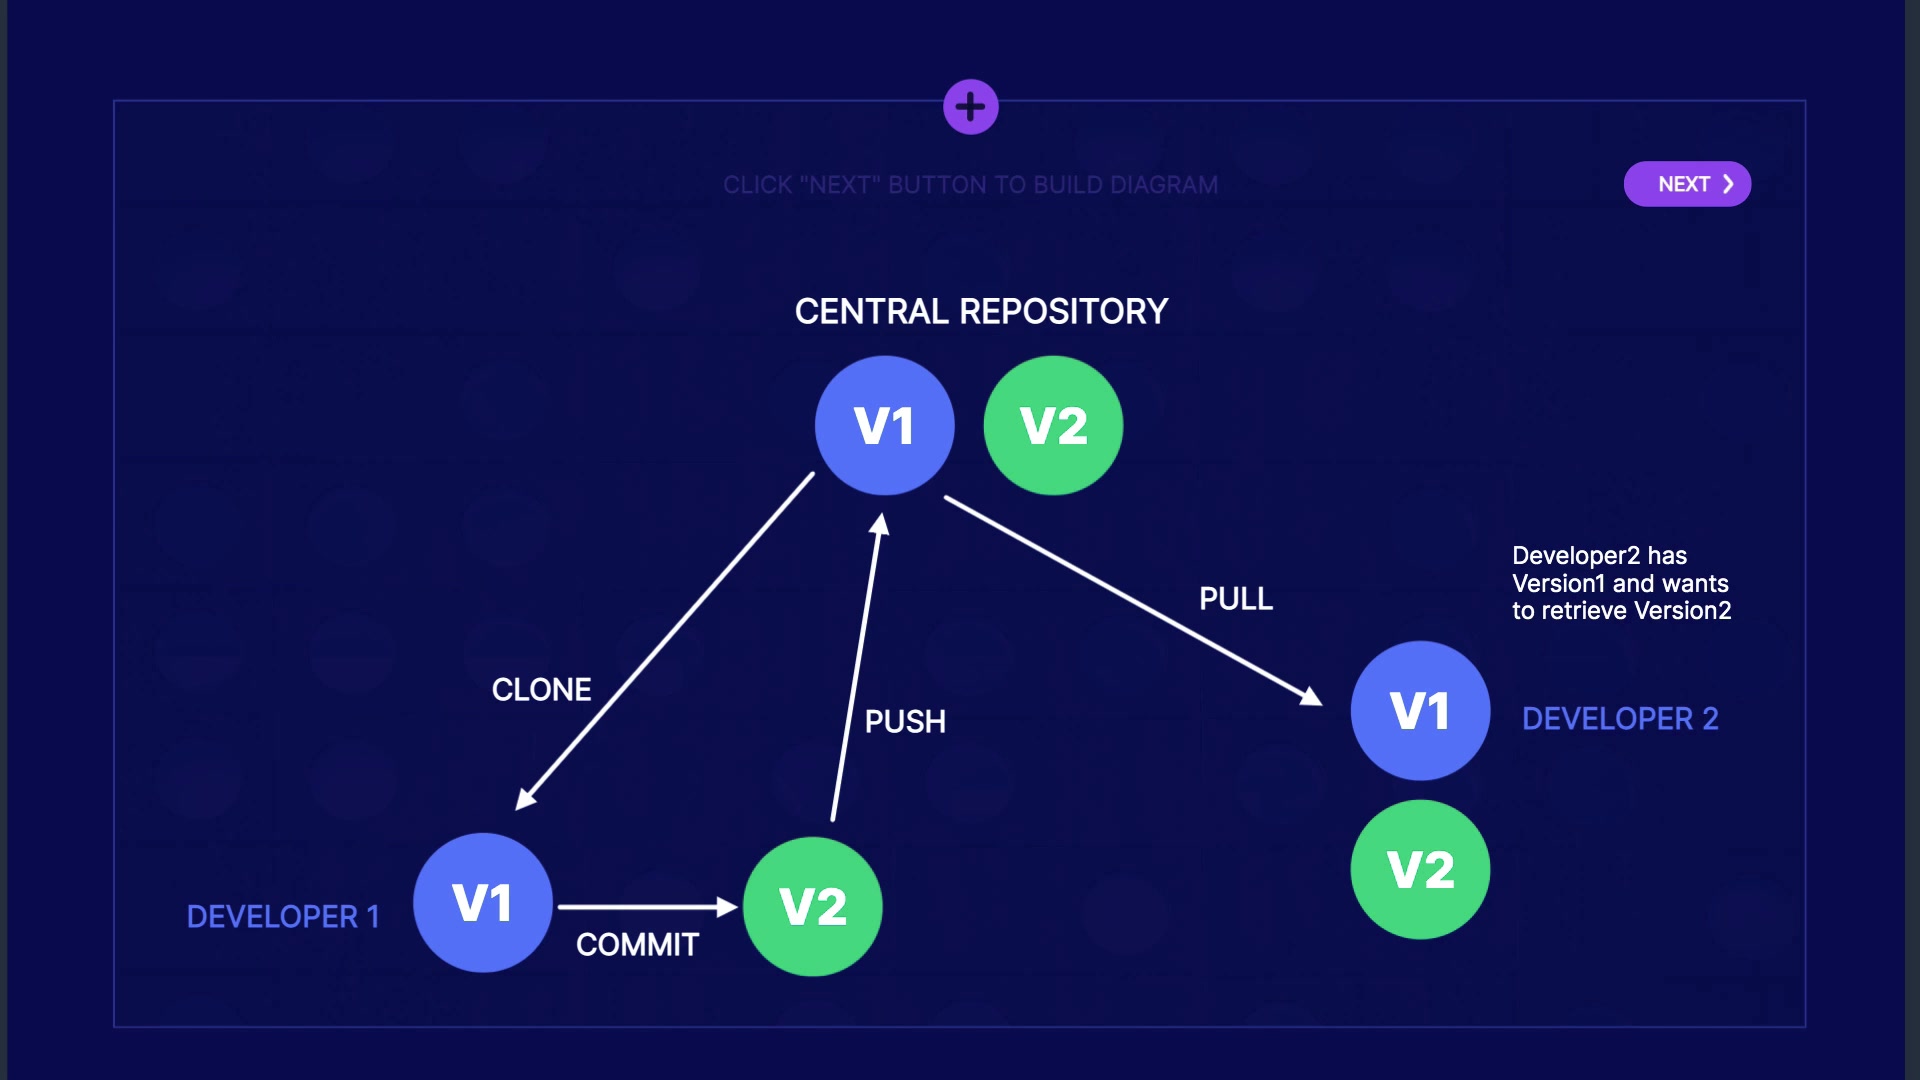 CLICK "NEXT" BUTTON TO BUILD DIAGRAM
NEXT
CENTRAL REPOSITORY
V1
V2
Developer2 has
Version1 and wants
to retrieve Version2
PULL
CLONE
PUSH
V1
DEVELOPER 2
V2
DEVELOPER 1
V1
COMMIT
V2